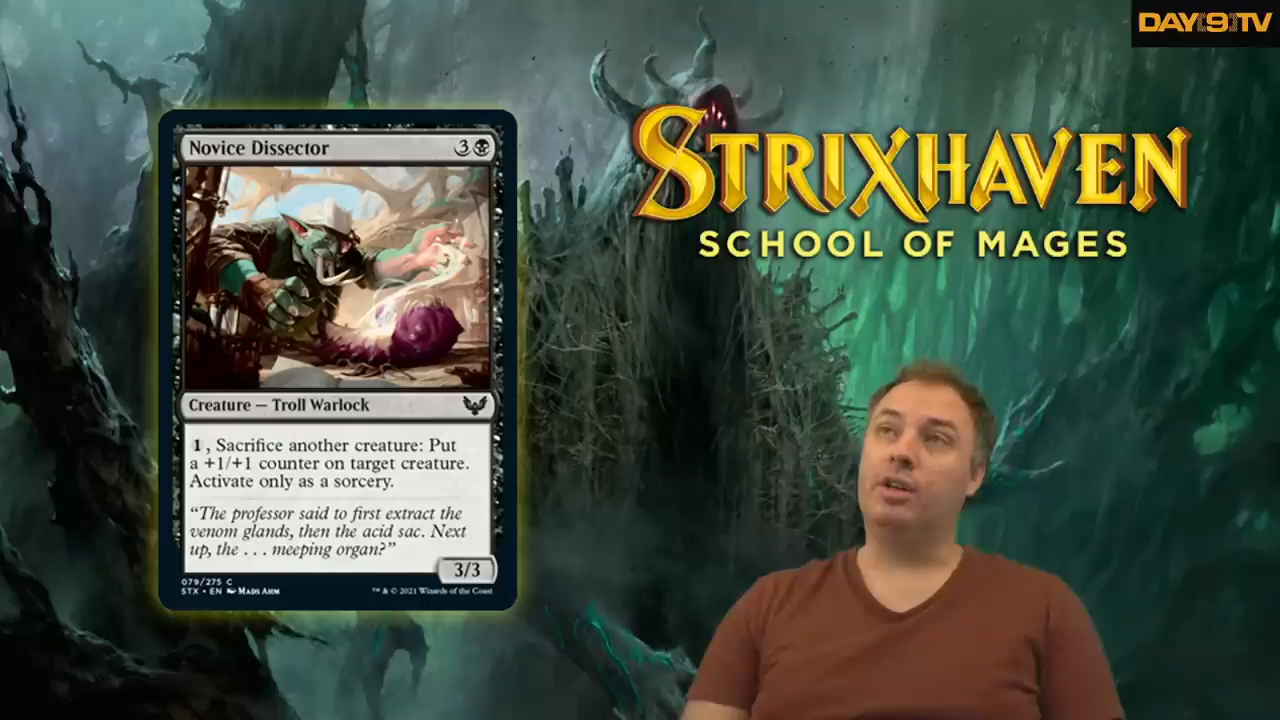 DAY[9]TV
Novice Dissector
3
STRIXHAVEN
SCHOOL OF MAGES
Creature — Troll Warlock
1, Sacrifice another creature: Put
a +1/+1 counter on target creature.
Activate only as a sorcery.
“The professor said to first extract the
venom glands, then the acid sac. Next
up, the . . . meeping organ?”
3/3
079/275 C
STX • EN Mads Ahm
™ & © 2021 Wizards of the Coast